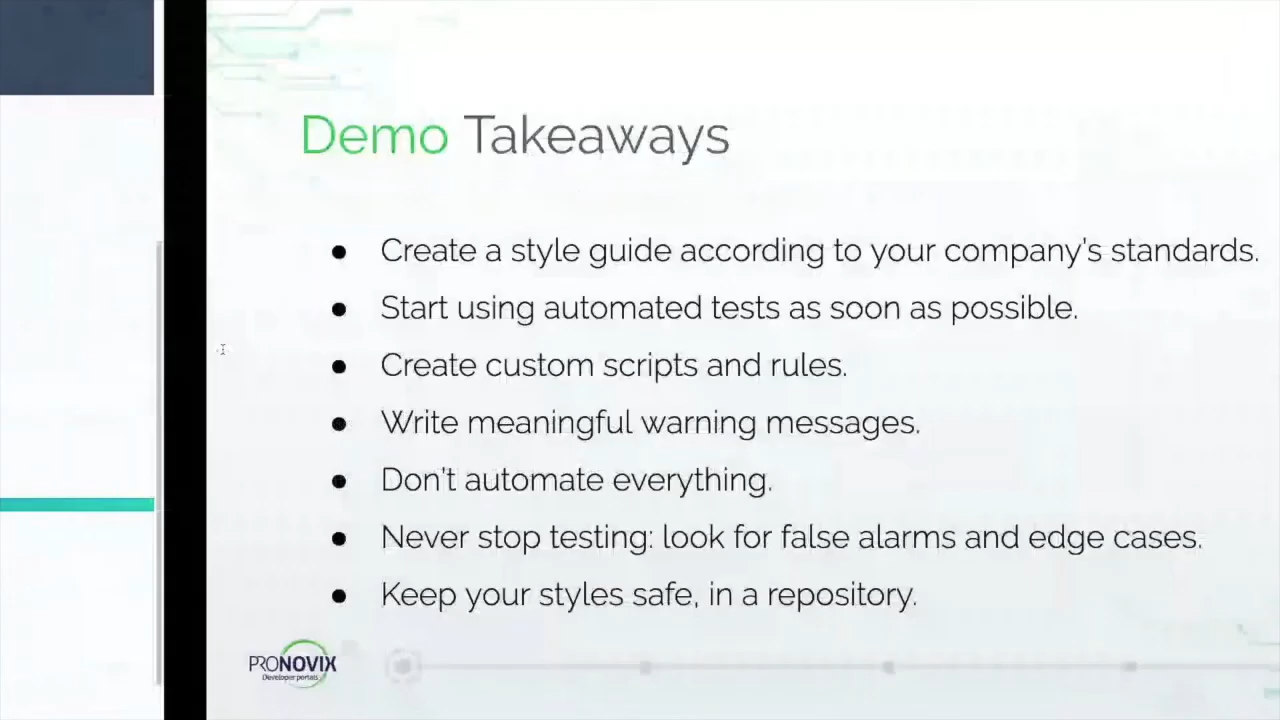 Demo Takeaways
● Create a style guide according to your company's standards.
● Start using automated tests as soon as possible.
● Create custom scripts and rules.
● Write meaningful warning messages.
● Don't automate everything.
● Never stop testing: look for false alarms and edge cases.
● Keep your styles safe, in a repository.
PRONOVIX
Developer portals